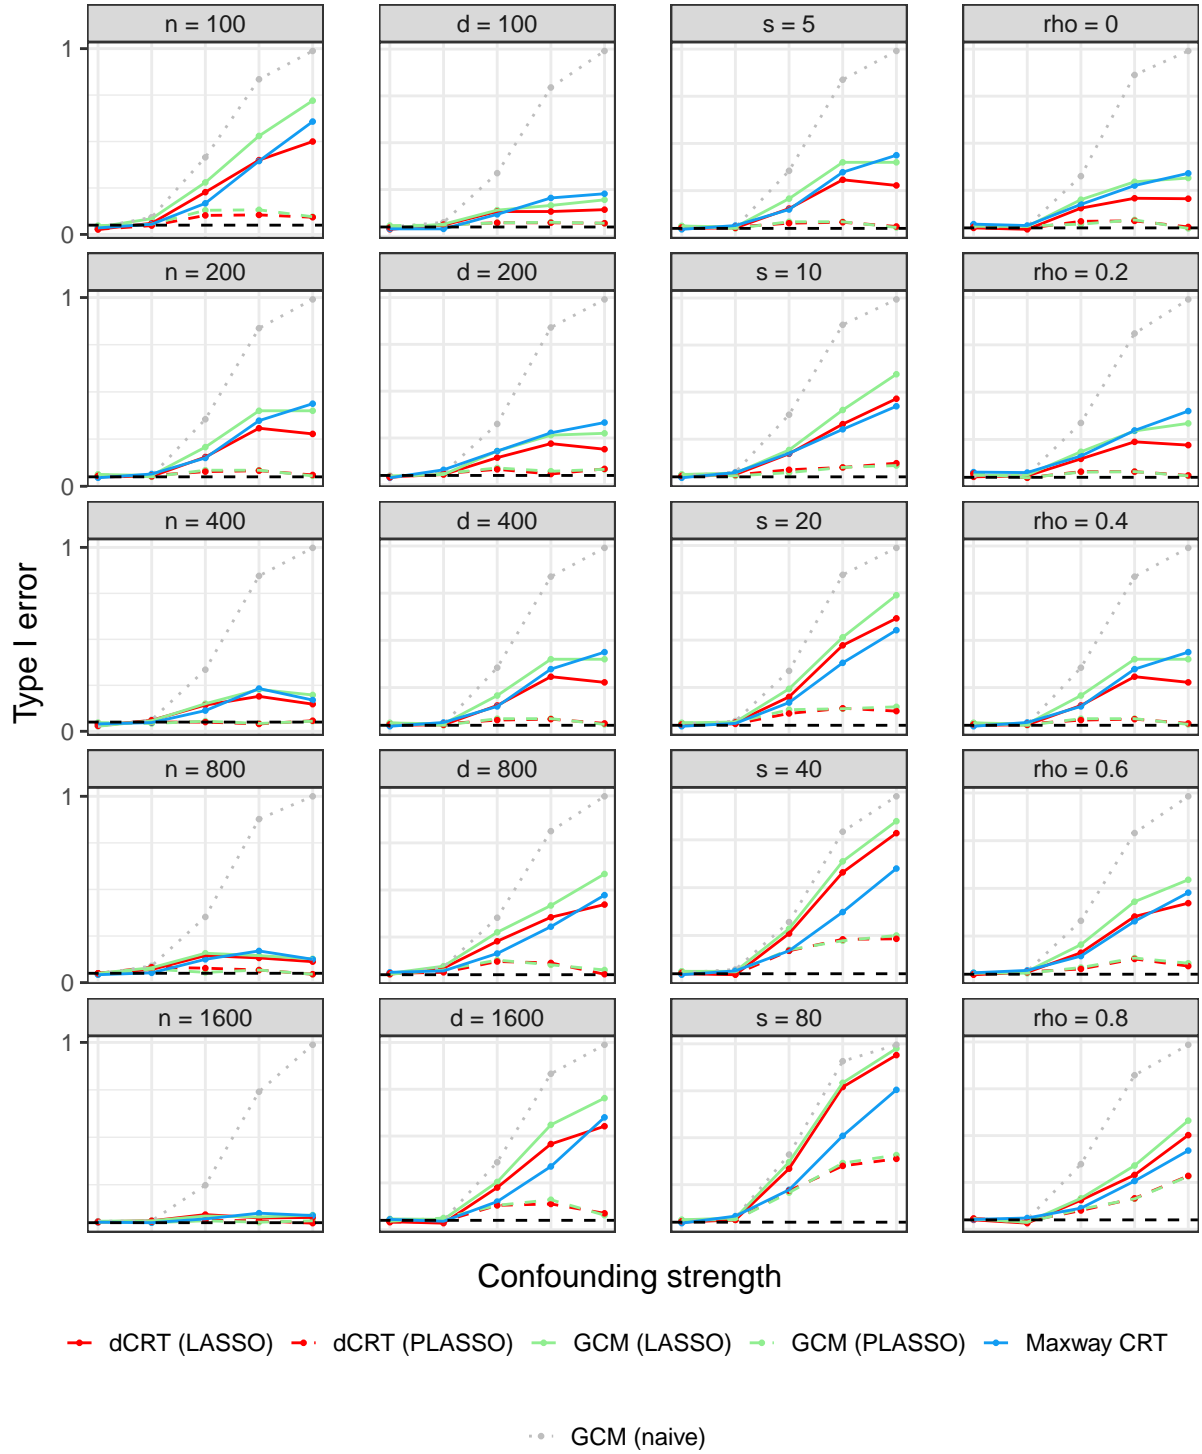 n = 100 d = 100 s = 5 rho = 0
1
0
n = 200 d = 200 s = 10 rho = 0.2
1
0
n = 400 d = 400 s = 20 rho = 0.4
1
0
Type I error
n = 800 d = 800 s = 40 rho = 0.6
1
0
n = 1600 d = 1600 s = 80 rho = 0.8
1
Confounding strength
dCRT (LASSO) dCRT (PLASSO) GCM (LASSO) GCM (PLASSO) Maxway CRT
GCM (naive)